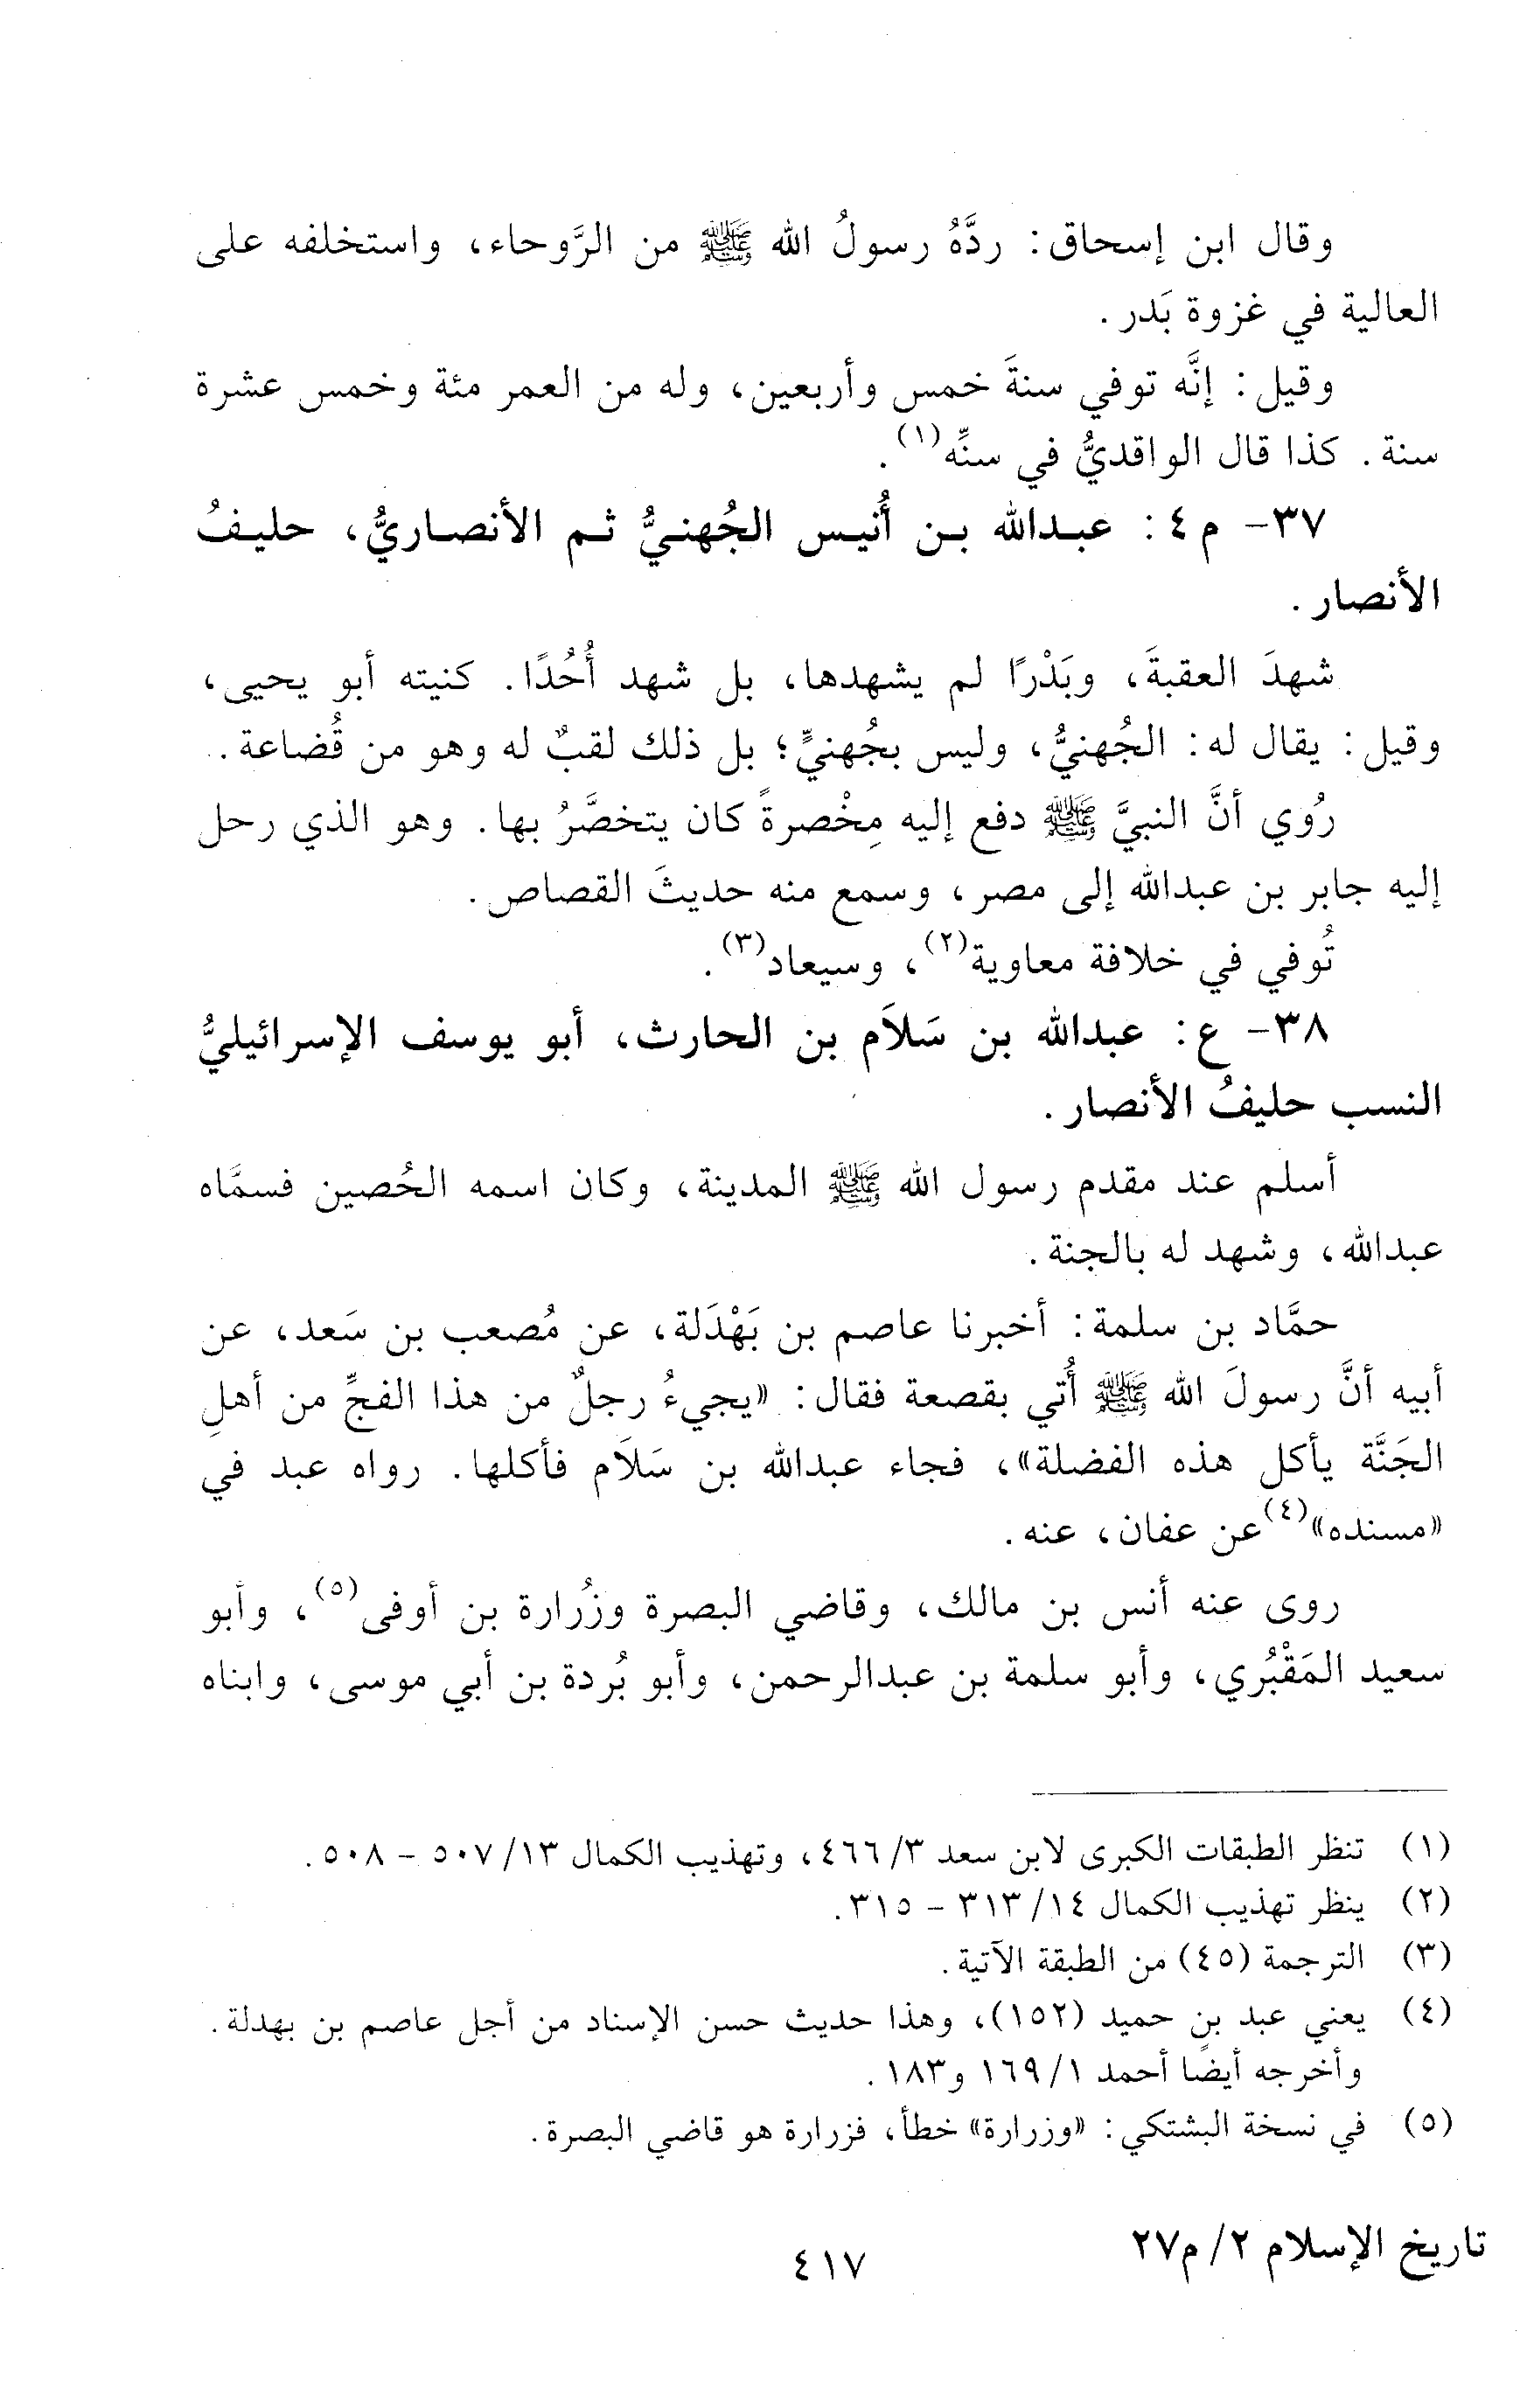 وقال ابن إسحاق: ردَّهُ رسولُ الله ﷺ من الرَّوحاء، واستخلفه على
العالية في غزوة بَدر.
وقيل: إنَّه توفي سنةَ خمس وأربعين، وله من العمر مئة وخمس عشرة
سنة. كذا قال الواقديُّ في سنِّه(١).
٣٧- م٤: عبدالله بن أُنيس الجُهنيُّ ثم الأنصاريُّ، حليفُ
الأنصار.
شهدَ العقبةَ، وبَدْرًا لم يشهدها، بل شهد أُحُدًا. كنيته أبو يحيى،
وقيل: يقال له: الجُهنيُّ، وليس بجُهنيٍّ؛ بل ذلك لقبٌ له وهو من قُضاعة.
رُوي أنَّ النبيَّ ﷺ دفع إليه مِخْصرةً كان يتخصَّرُ بها. وهو الذي رحل
إليه جابر بن عبدالله إلى مصر، وسمع منه حديثَ القصاص.
تُوفي في خلافة معاوية(٢)، وسيعاد(٣).
٣٨- ع: عبدالله بن سَلاَم بن الحارث، أبو يوسف الإسرائيليُّ
النسب حليفُ الأنصار.
أسلم عند مقدم رسول الله ﷺ المدينة، وكان اسمه الحُصين فسمَّاه
عبدالله، وشهد له بالجنة.
حمَّاد بن سلمة: أخبرنا عاصم بن بَهْدَلة، عن مُصعب بن سَعد، عن
أبيه أنَّ رسولَ الله ﷺ أُتي بقصعة فقال: «يجيءُ رجلٌ من هذا الفجِّ من أهلِ
الجَنَّة يأكل هذه الفضلة»، فجاء عبدالله بن سَلاَم فأكلها. رواه عبد في
«مسنده»(٤) عن عفان، عنه.
روى عنه أنس بن مالك، وقاضي البصرة وزُرارة بن أوفى(٥)، وأبو
سعيد المَقْبُري، وأبو سلمة بن عبدالرحمن، وأبو بُردة بن أبي موسى، وابناه
(١) تنظر الطبقات الكبرى لابن سعد ٣/ ٤٦٦، وتهذيب الكمال ١٣/ ٥٠٧ - ٥٠٨.
(٢) ينظر تهذيب الكمال ١٤/ ٣١٣ - ٣١٥.
(٣) الترجمة (٤٥) من الطبقة الآتية.
(٤) يعني عبد بن حميد (١٥٢)، وهذا حديث حسن الإسناد من أجل عاصم بن بهدلة.
وأخرجه أيضًا أحمد ١/ ١٦٩ و١٨٣.
(٥) في نسخة البشتكي: «وزرارة» خطأ، فزرارة هو قاضي البصرة.
تاريخ الإسلام ٢/ م٢٧
٤١٧